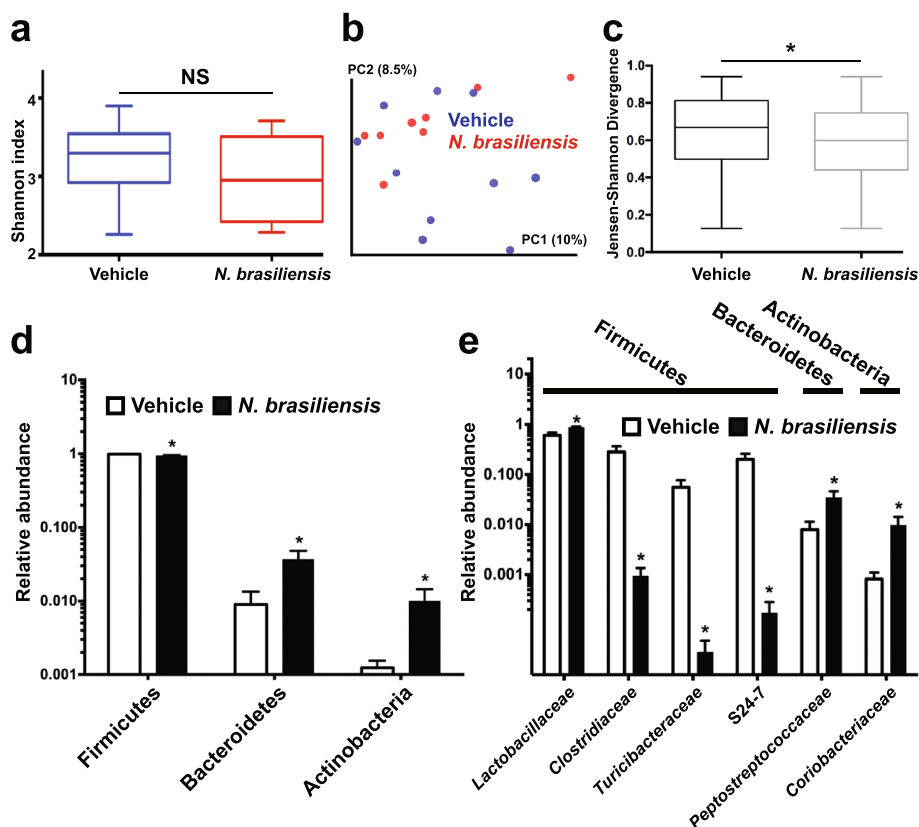 a
NS
4
3
2
Shannon index
Vehicle
N. brasiliensis
b
PC2 (8.5%)
Vehicle
N. brasiliensis
PC1 (10%)
c
*
1.0
0.8
0.6
0.4
0.2
0.0
Jensen-Shannon Divergence
Vehicle
N. brasiliensis
d
10
1
0.100
0.010
0.001
Relative abundance
Vehicle
N. brasiliensis
*
*
*
Firmicutes
Bacteroidetes
Actinobacteria
e
Firmicutes
Bacteroidetes
Actinobacteria
10
1
0.100
0.010
0.001
Relative abundance
Vehicle
N. brasiliensis
*
*
*
*
*
*
Lactobacillaceae
Clostridiaceae
Turicibacteraceae
S24-7
Peptostreptococcaceae
Coriobacteriaceae